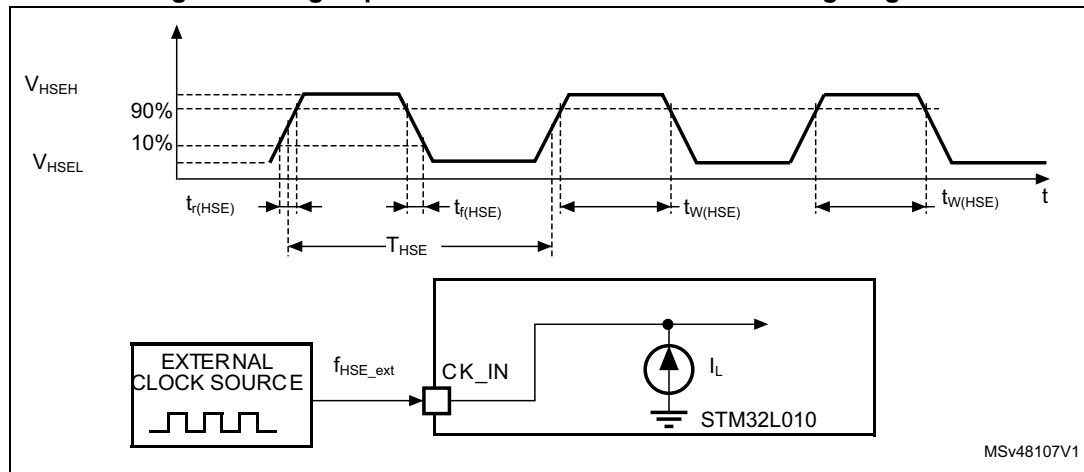 V_HSEH
90%
10%
V_HSEL
t_r(HSE)
t_f(HSE)
t_W(HSE)
t_W(HSE)
t
T_HSE
EXTERNAL
CLOCK SOURCE
f_HSE_ext
CK_IN
I_L
STM32L010
MSv48107V1